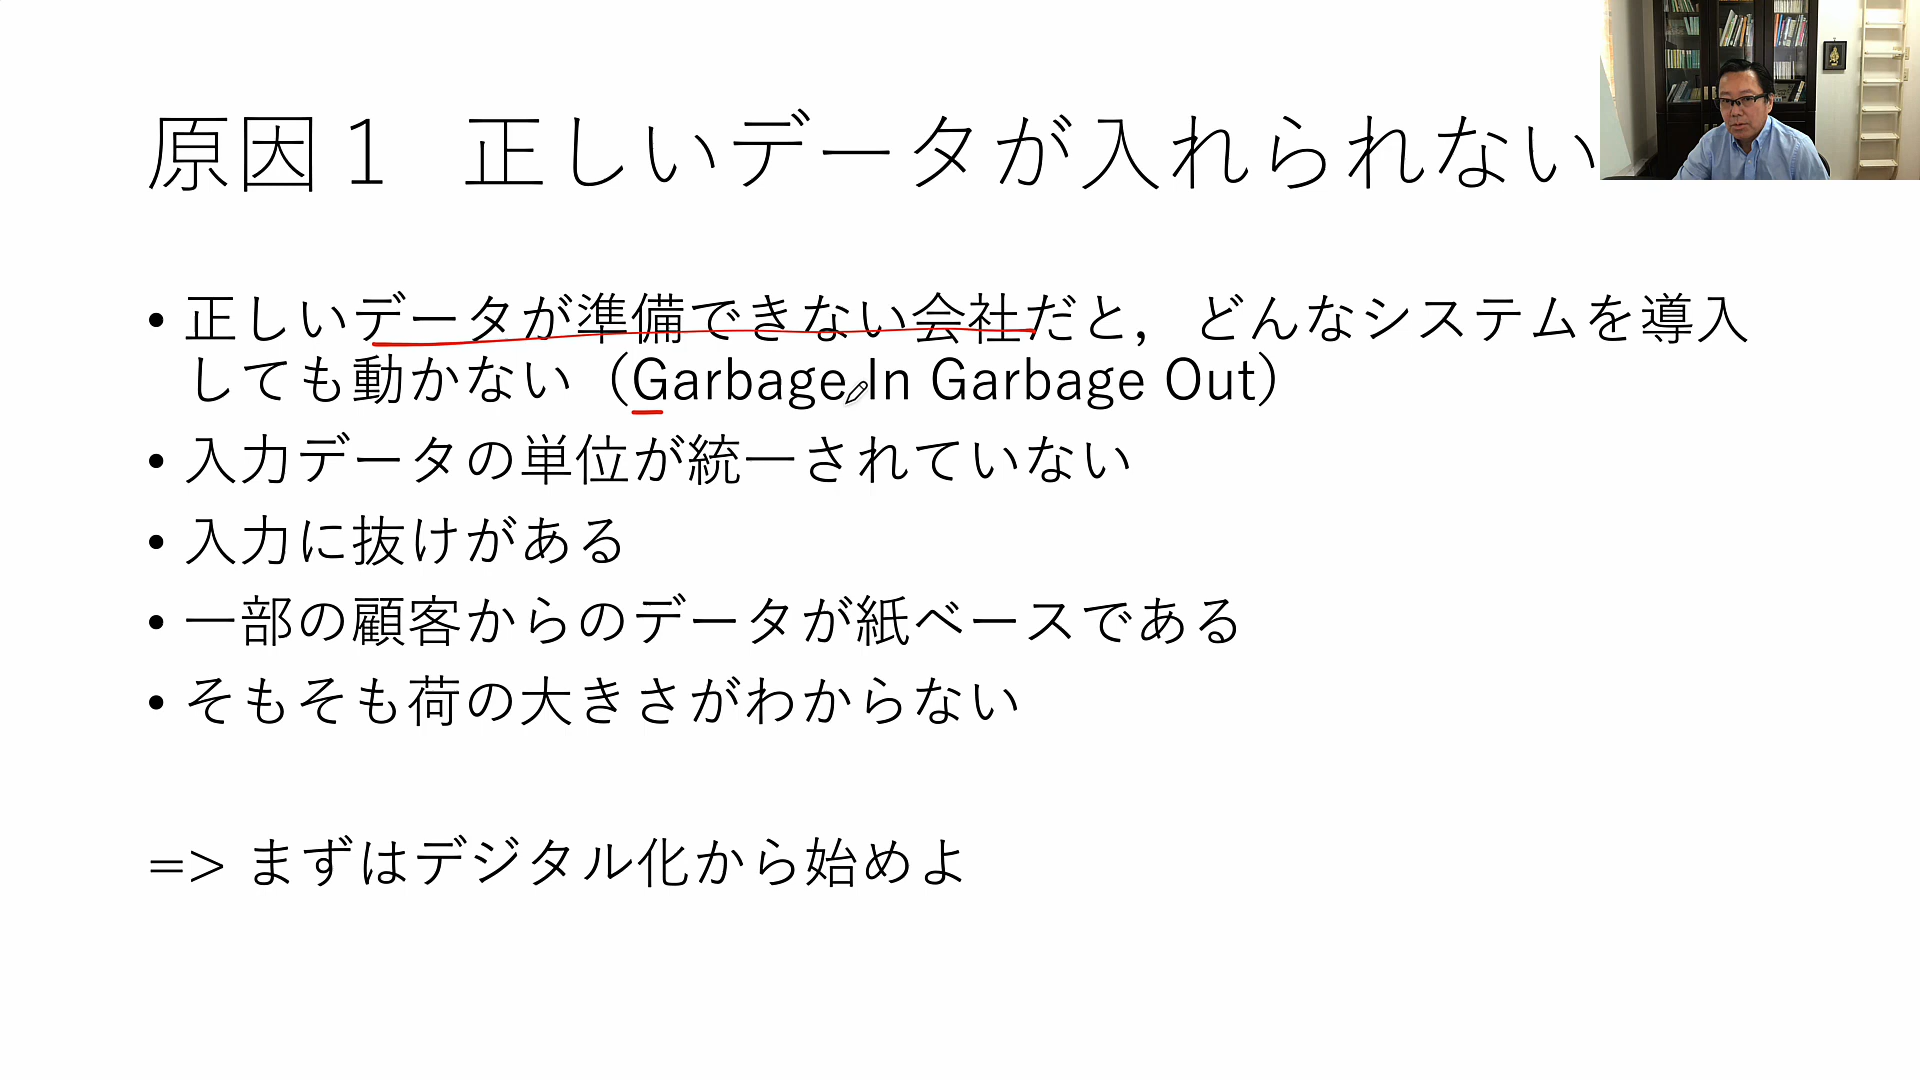 原因１　正しいデータが入れられない
• 正しいデータが準備できない会社だと，どんなシステムを導入
しても動かない（Garbage In Garbage Out）
• 入力データの単位が統一されていない
• 入力に抜けがある
• 一部の顧客からのデータが紙ベースである
• そもそも荷の大きさがわからない
=> まずはデジタル化から始めよ